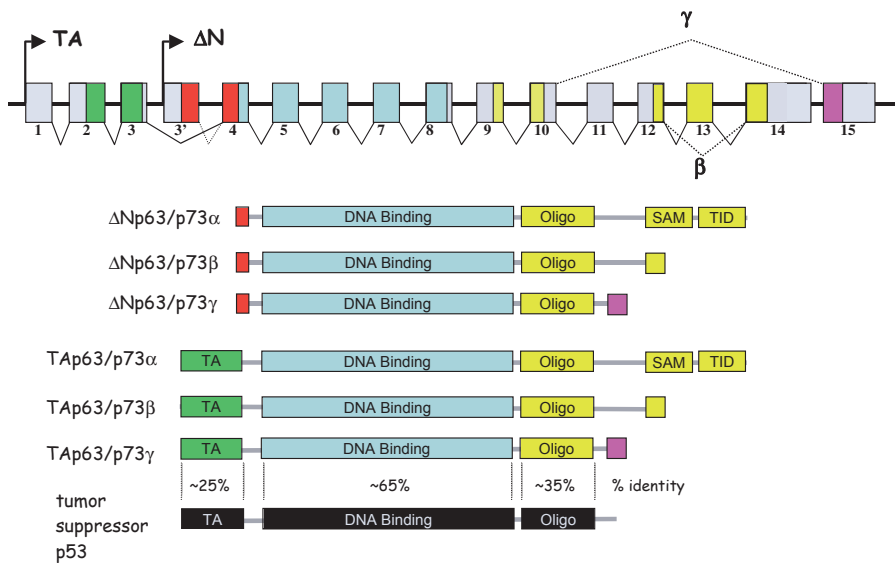 TA ΔN γ
1 2 3 3' 4 5 6 7 8 9 10 11 12 13 14 15
β
ΔNp63/p73α DNA Binding Oligo SAM TID
ΔNp63/p73β DNA Binding Oligo
ΔNp63/p73γ DNA Binding Oligo
TAp63/p73α TA DNA Binding Oligo SAM TID
TAp63/p73β TA DNA Binding Oligo
TAp63/p73γ TA DNA Binding Oligo
~25% ~65% ~35% % identity
tumor
suppressor TA DNA Binding Oligo
p53